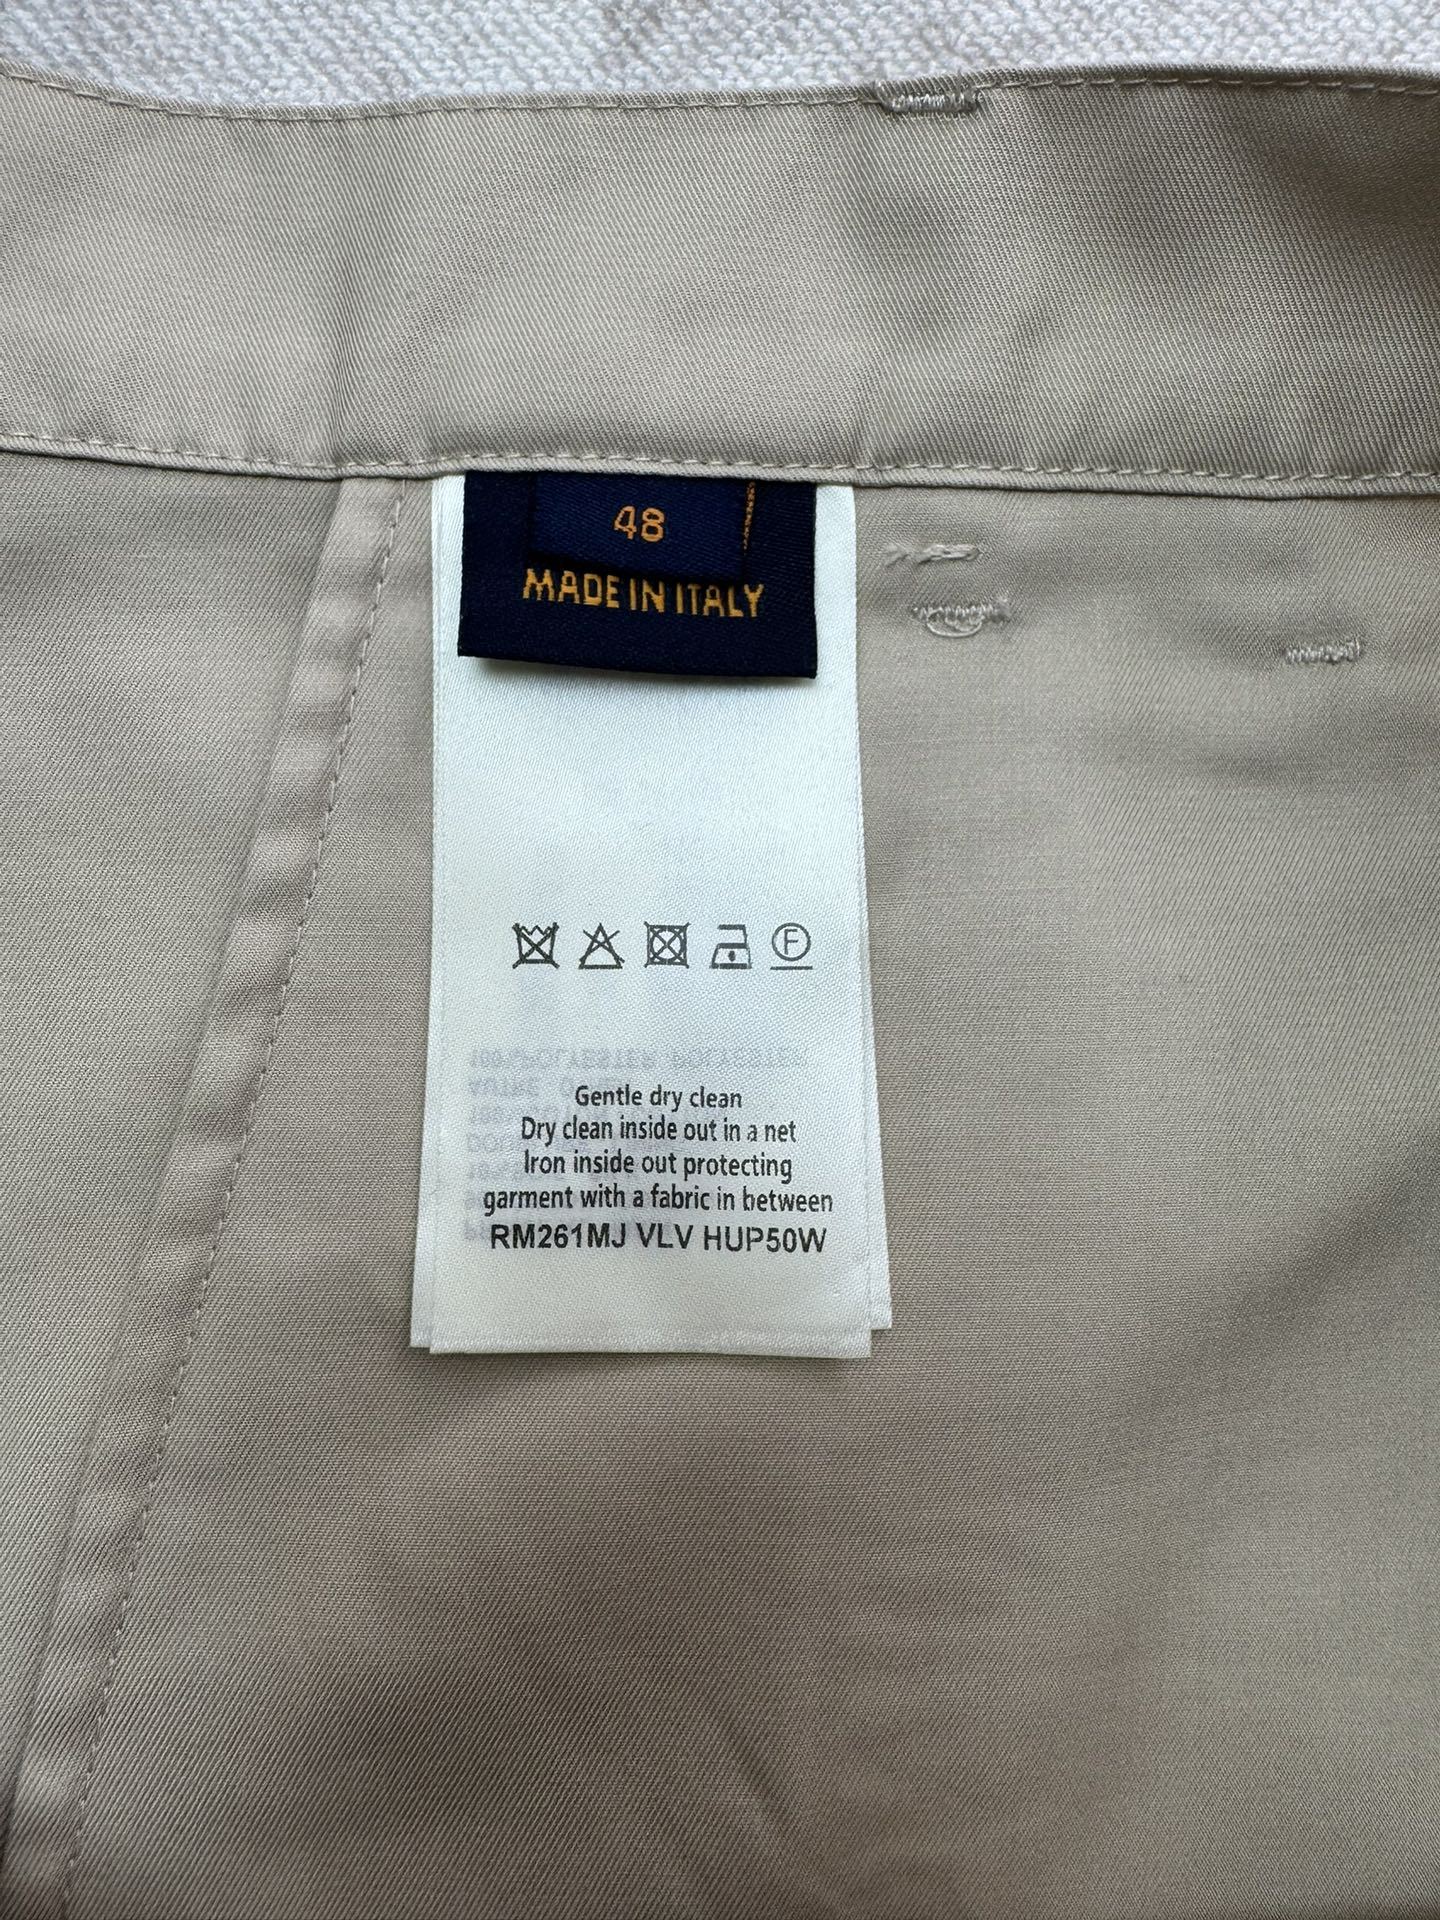 48
MADE IN ITALY
F
Gentle dry clean
Dry clean inside out in a net
Iron inside out protecting
garment with a fabric in between
RM261MJ VLV HUP50W